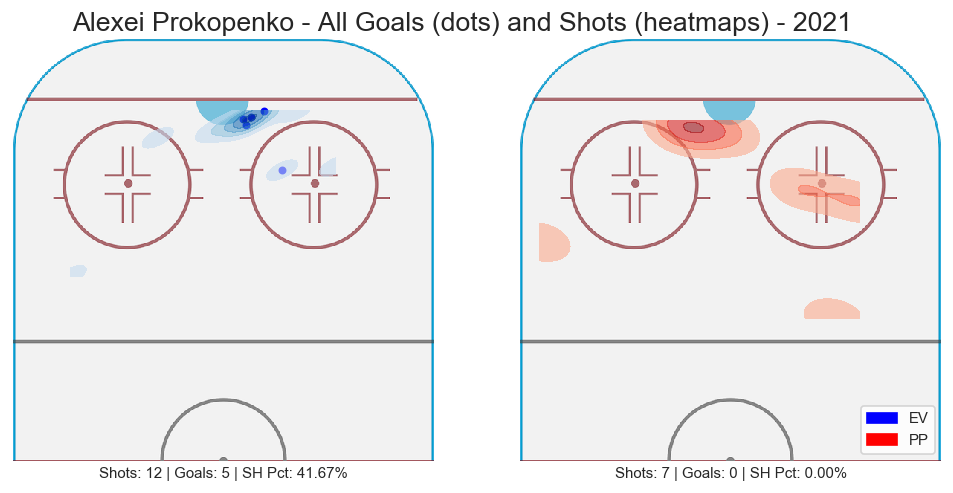 Alexei Prokopenko - All Goals (dots) and Shots (heatmaps) - 2021
EV
PP
Shots: 12 | Goals: 5 | SH Pct: 41.67%
Shots: 7 | Goals: 0 | SH Pct: 0.00%